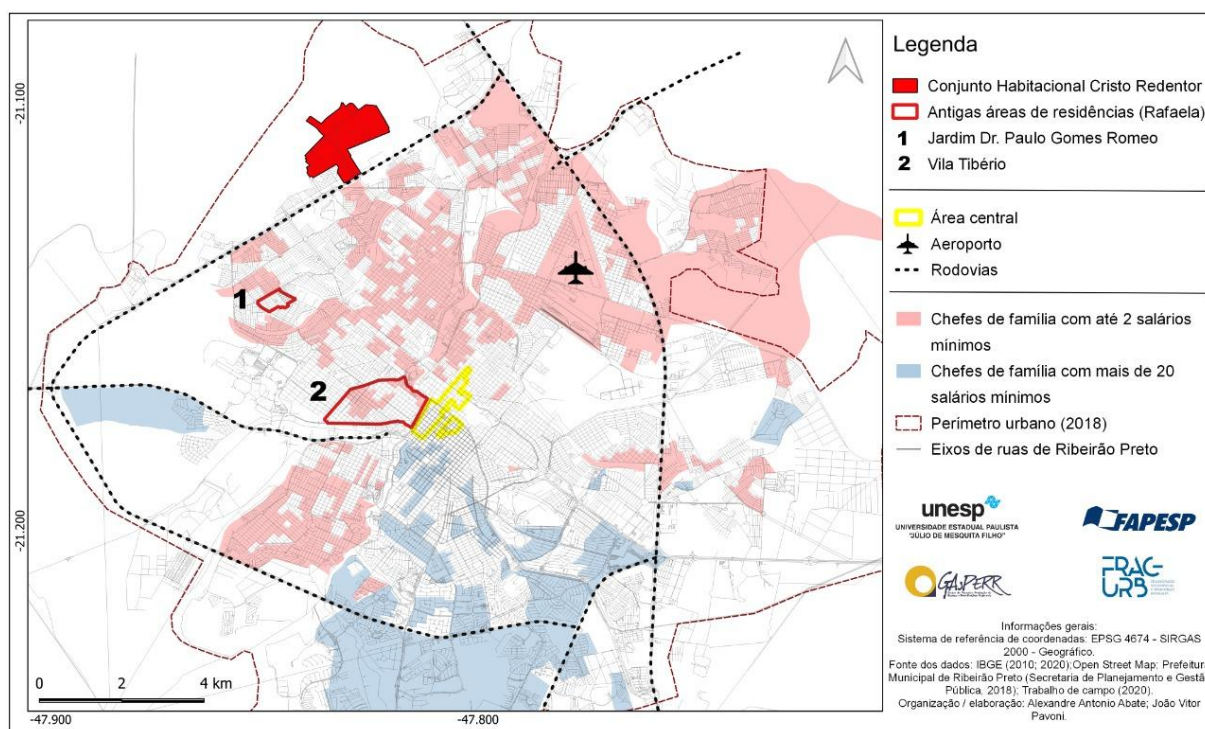 -21.100
-21.200
1
2
0 2 4 km
-47.900
-47.800
Legenda
Conjunto Habitacional Cristo Redentor
Antigas áreas de residências (Rafaela)
1 Jardim Dr. Paulo Gomes Romeo
2 Vila Tibério
Área central
Aeroporto
Rodovias
Chefes de família com até 2 salários
mínimos
Chefes de família com mais de 20
salários mínimos
Perímetro urbano (2018)
Eixos de ruas de Ribeirão Preto
unesp
UNIVERSIDADE ESTADUAL PAULISTA
"JÚLIO DE MESQUITA FILHO"
FAPESP
GAsPERR
FRAG-
URB
Informações gerais:
Sistema de referência de coordenadas: EPSG 4674 - SIRGAS
2000 - Geográfico.
Fonte dos dados: IBGE (2010; 2020);Open Street Map; Prefeitura
Municipal de Ribeirão Preto (Secretaria de Planejamento e Gestã
Pública, 2018); Trabalho de campo (2020).
Organização / elaboração: Alexandre Antonio Abate; João Vitor
Pavoni.